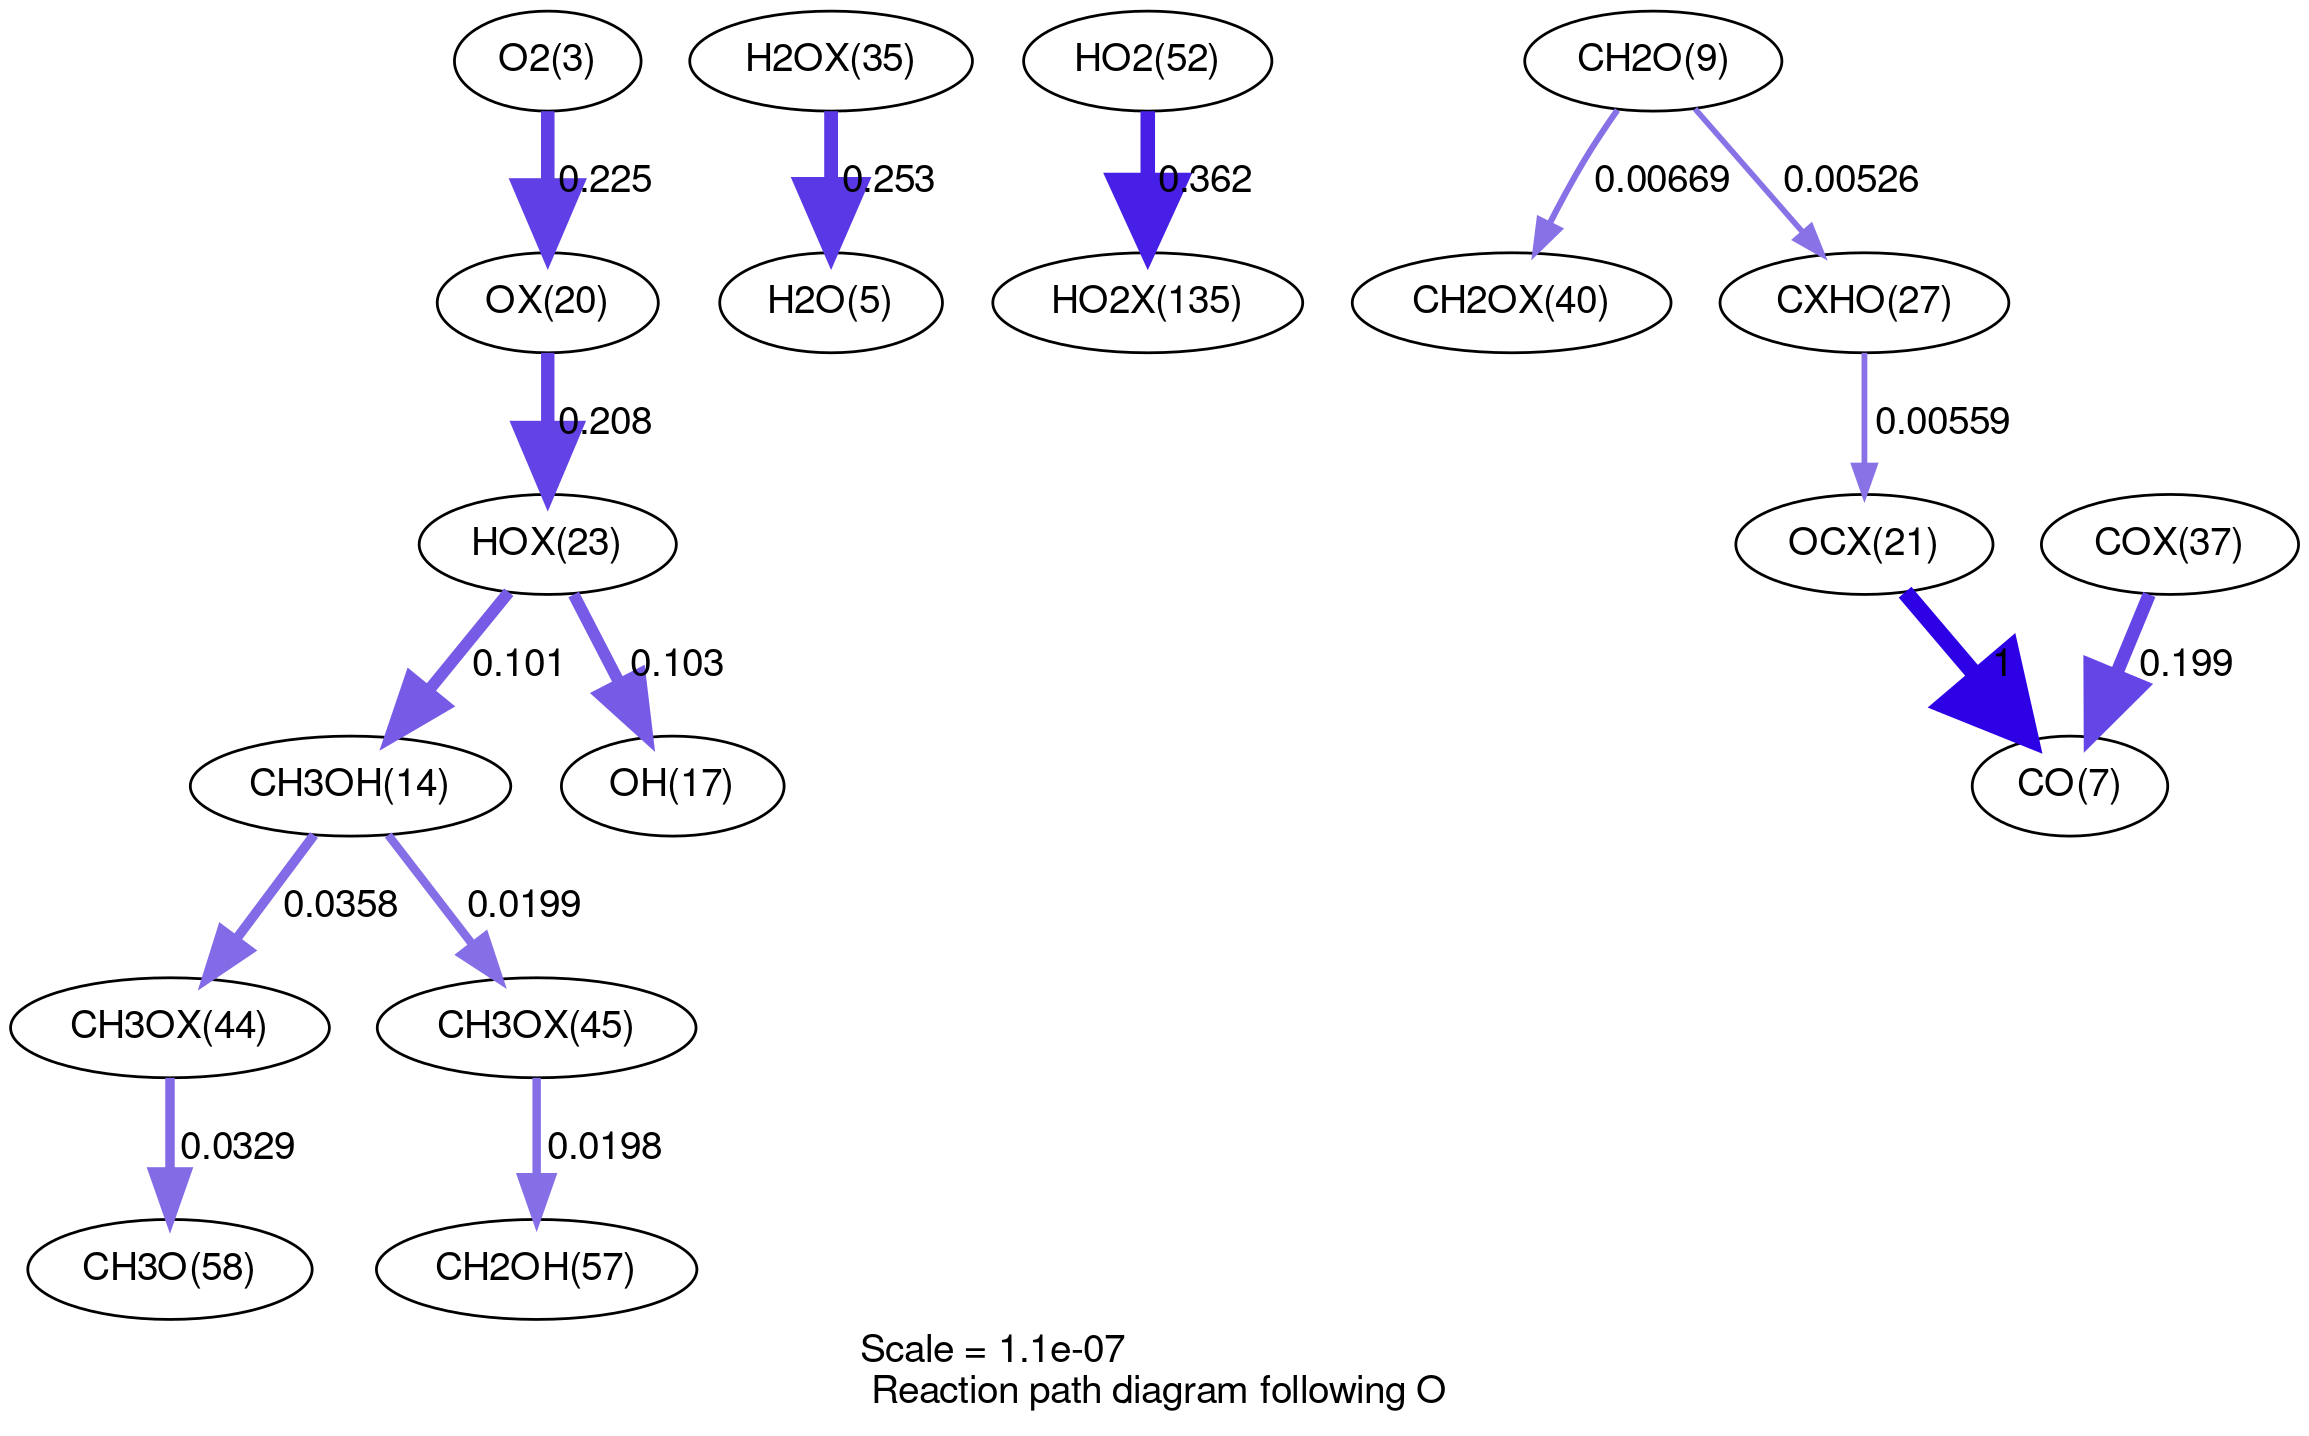 O2(3)
H2OX(35)
HO2(52)
CH2O(9)
0.225
0.253
0.362
0.00669
0.00526
OX(20)
H2O(5)
HO2X(135)
CH2OX(40)
CXHO(27)
0.208
0.00559
HOX(23)
OCX(21)
COX(37)
0.101
0.103
1
0.199
CH3OH(14)
OH(17)
CO(7)
0.0358
0.0199
CH3OX(44)
CH3OX(45)
0.0329
0.0198
CH3O(58)
CH2OH(57)
Scale = 1.1e-07
Reaction path diagram following O